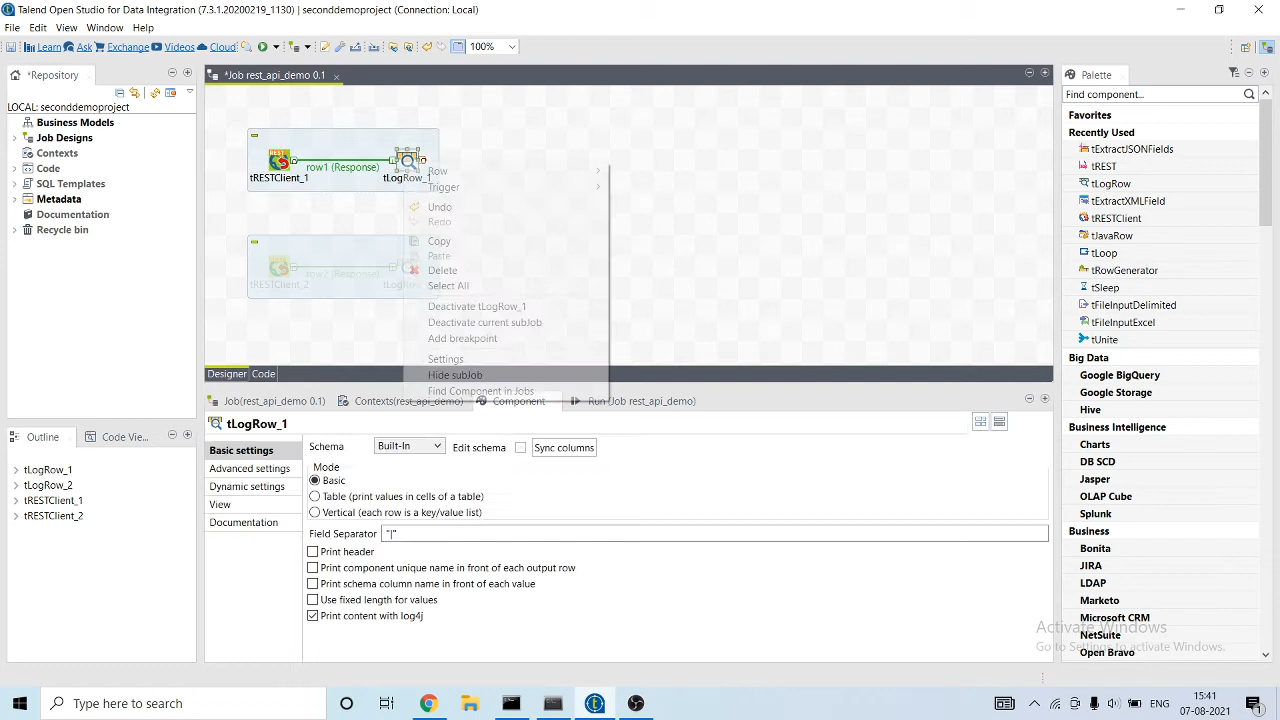 Talend Open Studio for Data Integration (7.3.1.20200219_1130) | seconddemoproject (Connection: Local)
File Edit View Window Help
Learn Ask Exchange Videos Cloud 100%
*Repository
LOCAL: seconddemoproject
Business Models
Job Designs
Contexts
Code
SQL Templates
Metadata
Documentation
Recycle bin
*Job rest_api_demo 0.1
REST
row1 (Response)
tRESTClient_1
tLogRow_1
row2 (Response)
tRESTClient_2
Row
Trigger
Undo
Redo
Copy
Paste
Delete
Select All
Deactivate tLogRow_1
Deactivate current subJob
Add breakpoint
Settings
Hide subJob
Find Component in Jobs
Designer Code
Palette
Find component...
Favorites
Recently Used
tExtractJSONFields
tREST
tLogRow
tExtractXMLField
tRESTClient
tJavaRow
tLoop
tRowGenerator
tSleep
tFileInputDelimited
tFileInputExcel
tUnite
Big Data
Google BigQuery
Google Storage
Hive
Business Intelligence
Charts
DB SCD
Jasper
OLAP Cube
Splunk
Business
Bonita
JIRA
LDAP
Marketo
Microsoft CRM
NetSuite
Open Bravo
Outline Code Vie...
tLogRow_1
tLogRow_2
tRESTClient_1
tRESTClient_2
Job(rest_api_demo 0.1) Contexts(rest_api_demo) Component Run (Job rest_api_demo)
tLogRow_1
Basic settings
Advanced settings
Dynamic settings
View
Documentation
Schema Built-In Edit schema Sync columns
Mode
Basic
Table (print values in cells of a table)
Vertical (each row is a key/value list)
Field Separator "|"
Print header
Print component unique name in front of each output row
Print schema column name in front of each value
Use fixed length for values
Print content with log4j
Activate Windows
Go to Settings to activate Windows.
Type here to search
ENG
15:41
07-08-2021